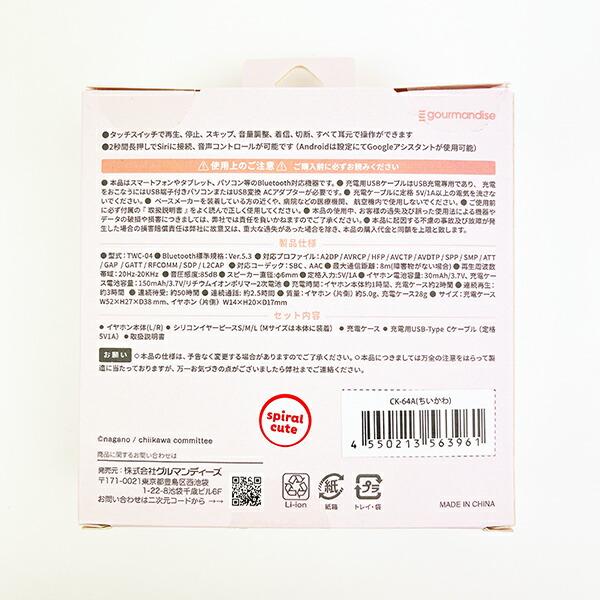 gourmandise
●タッチスイッチで再生、停止、スキップ、音量調整、着信、切断、すべて耳元で操作ができます
●2秒間長押しでSiriに接続、音声コントロールが可能です（Androidは設定にてGoogleアシスタントが使用可能）
使用上のご注意 ご購入前に必ずお読みください
● 本品はスマートフォンやタブレット、パソコン等のBluetooth対応機器です。● 充電用USBケーブルはUSB充電専用であり、充電
をおこなうにはUSB端子付きパソコンまたはUSB変換 ACアダプターが必要です。● 充電用ケーブルに定格 5V/1A以上の電気を流さな
いでください。● ペースメーカーを装着している方の近くや、病院などの医療機関、航空機内で使用しないでください。● ご使用前
に必ず付属の「取扱説明書」をよく読んで正しく使用してください。● 本品の使用中、お客様の過失及び誤った使用法による機器や
データの破損や損害につきましては、弊社では責任を負いかねますのでご了承ください。● 本品に起因する不慮の事故及び故障が発
生した場合の損害賠償責任は弊社に故意又は、重大な過失があった場合を除き、本品の購入代金と同額を上限と致します。
製品仕様
● 型式：TWC-04 ● Bluetooth標準規格：Ver.5.3 ● 対応プロファイル：A2DP / AVRCP / HFP / AVCTP / AVDTP / SPP / SMP / ATT
/ GAP / GATT / RFCOMM / SDP / L2CAP ● 対応コーデック：SBC、AAC ● 最大通信距離：8m(障害物がない場合) ● 再生周波数
帯域：20Hz-20KHz ● 音圧感度：85dB ● スピーカー直径：φ6mm ● 定格入力：5V/1A ● イヤホン電池容量：30mAh/3.7V、充電ケー
ス電池容量：150mAh/3.7V/リチウムイオンポリマー2次電池 ● 充電時間：イヤホン本体約1時間、充電ケース約2時間 ● 連続再生：
約3時間 ● 連続待受：約50時間 ● 連続通話：約2.5時間 ● 質量：イヤホン（片側）約5.0g、充電ケース28g ● サイズ：充電ケース
W52×H27×D38 mm、イヤホン（片側）W14×H20×D17mm
セット内容
● イヤホン本体(L/R) ● シリコンイヤーピースS/M/L（Mサイズは本体に装着） ● 充電ケース ● 充電用USB-Type Cケーブル（定格
5V1A）● 取扱説明書
お願い ◇本品の仕様は、予告なく変更する場合がありますのでご了承ください。◇本品につきましては万全の注意をはらって製
造に当たっておりますが、万一お気づきの点がございましたら弊社までご連絡ください。
spiral
cute
CK-64A(ちいかわ)
4 550213 563961
©nagano / chiikawa committee
商品に関するお問い合わせは
発売元：株式会社グルマンディーズ
〒171-0021東京都豊島区西池袋
1-22-8池袋千歳ビル6F
お問い合わせは二次元コードから →
Li-ion
紙
紙箱
プラ
トレイ・袋
MADE IN CHINA